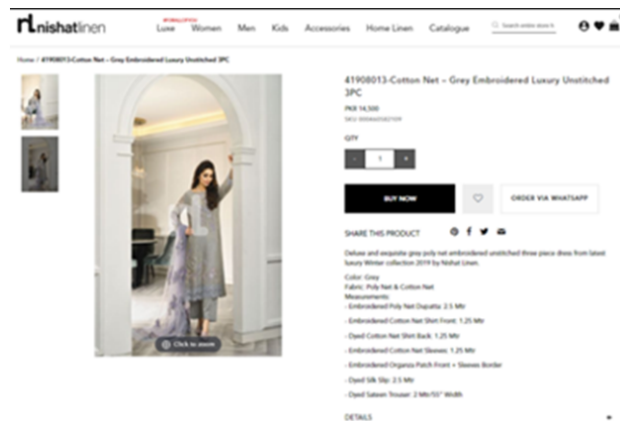 nishatlinen
Luxe Women Men Kids Accessories Home Linen Catalogue
Home / 41908013-Cotton Net – Grey Embroidered Luxury Unstitched 3PC
41908013-Cotton Net – Grey Embroidered Luxury Unstitched
3PC
PKR 14,500
QTY
- 1 +
BUY NOW
ORDER VIA WHATSAPP
SHARE THIS PRODUCT
Deluxe and exquisite grey poly net embroidered unstitched three piece dress from latest
luxury Winter collection 2019 by Nishat Linen.
Color: Grey
Fabric: Poly Net & Cotton Net
Measurements:
- Embroidered Poly Net Dupatta: 2.5 Mtr
- Embroidered Cotton Net Shirt Front: 1.25 Mtr
- Dyed Cotton Net Shirt Back: 1.25 Mtr
- Embroidered Cotton Net Sleeves: 1.25 Mtr
- Embroidered Organza Patch Front + Sleeves Border
- Dyed Silk Slip: 2.5 Mtr
- Dyed Sateen Trouser: 2 Mtr/55" Width
Click to zoom
DETAILS